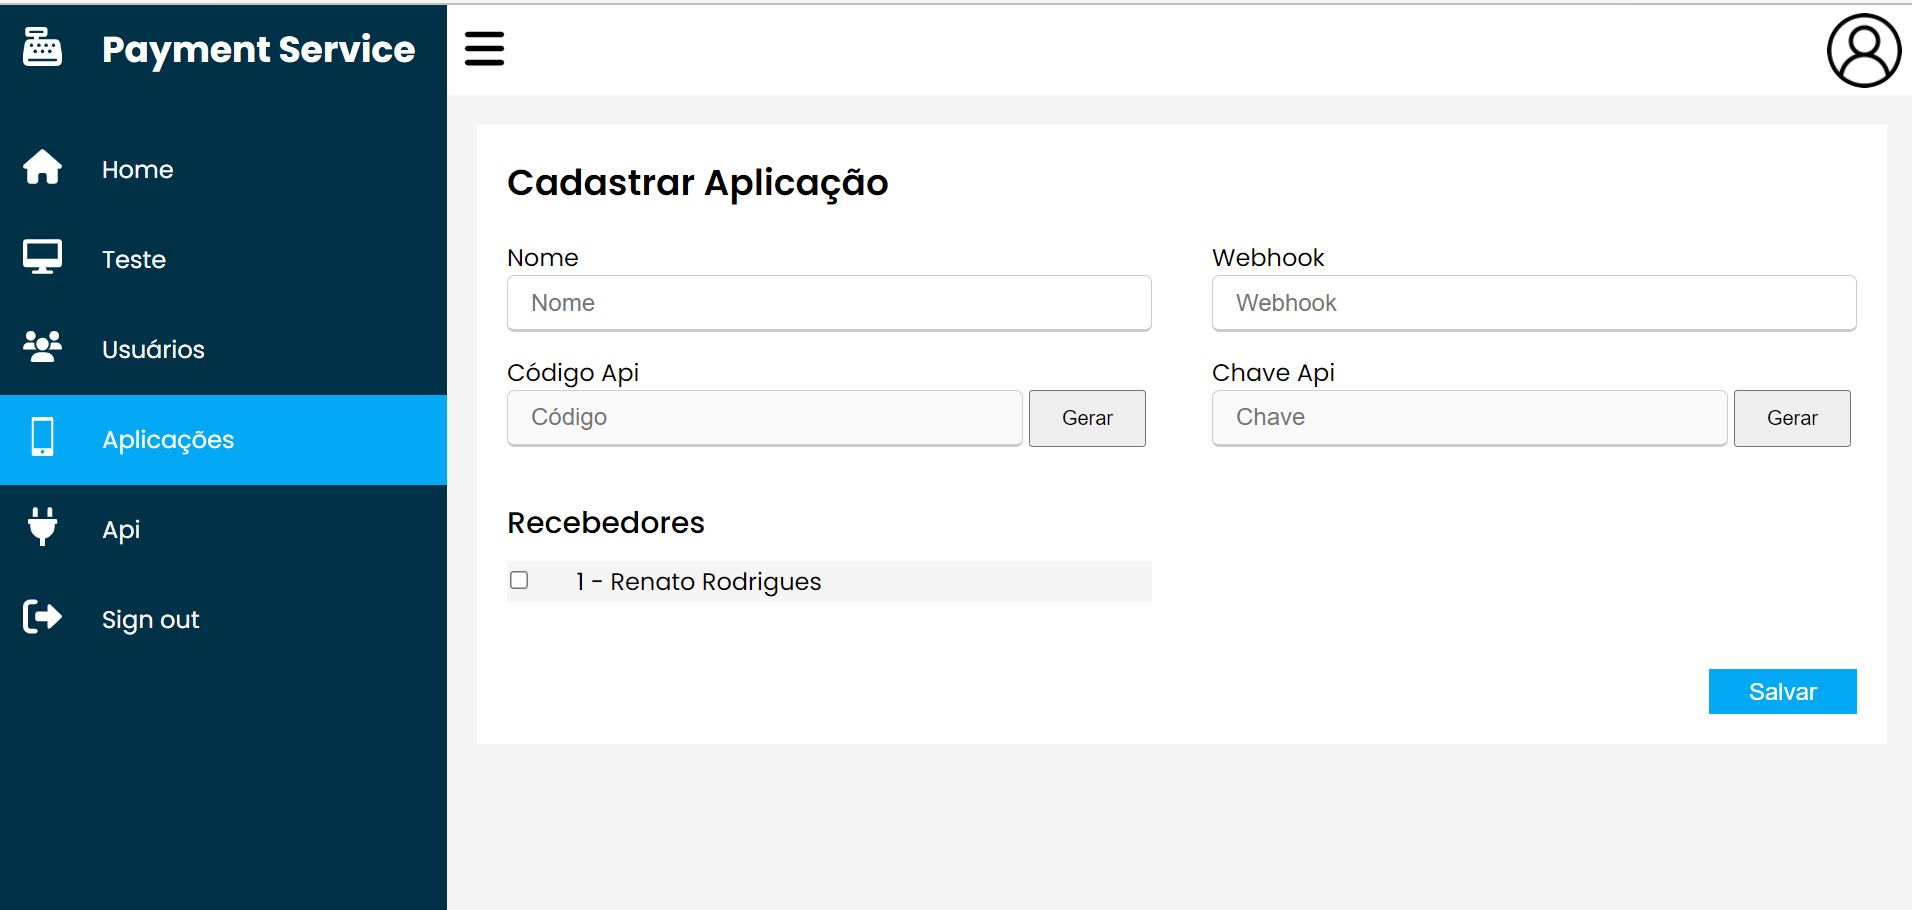 Payment Service
Home
Teste
Usuários
Aplicações
Api
Sign out
Cadastrar Aplicação
Nome
Webhook
Nome
Webhook
Código Api
Chave Api
Código
Gerar
Chave
Gerar
Recebedores
1 - Renato Rodrigues
Salvar